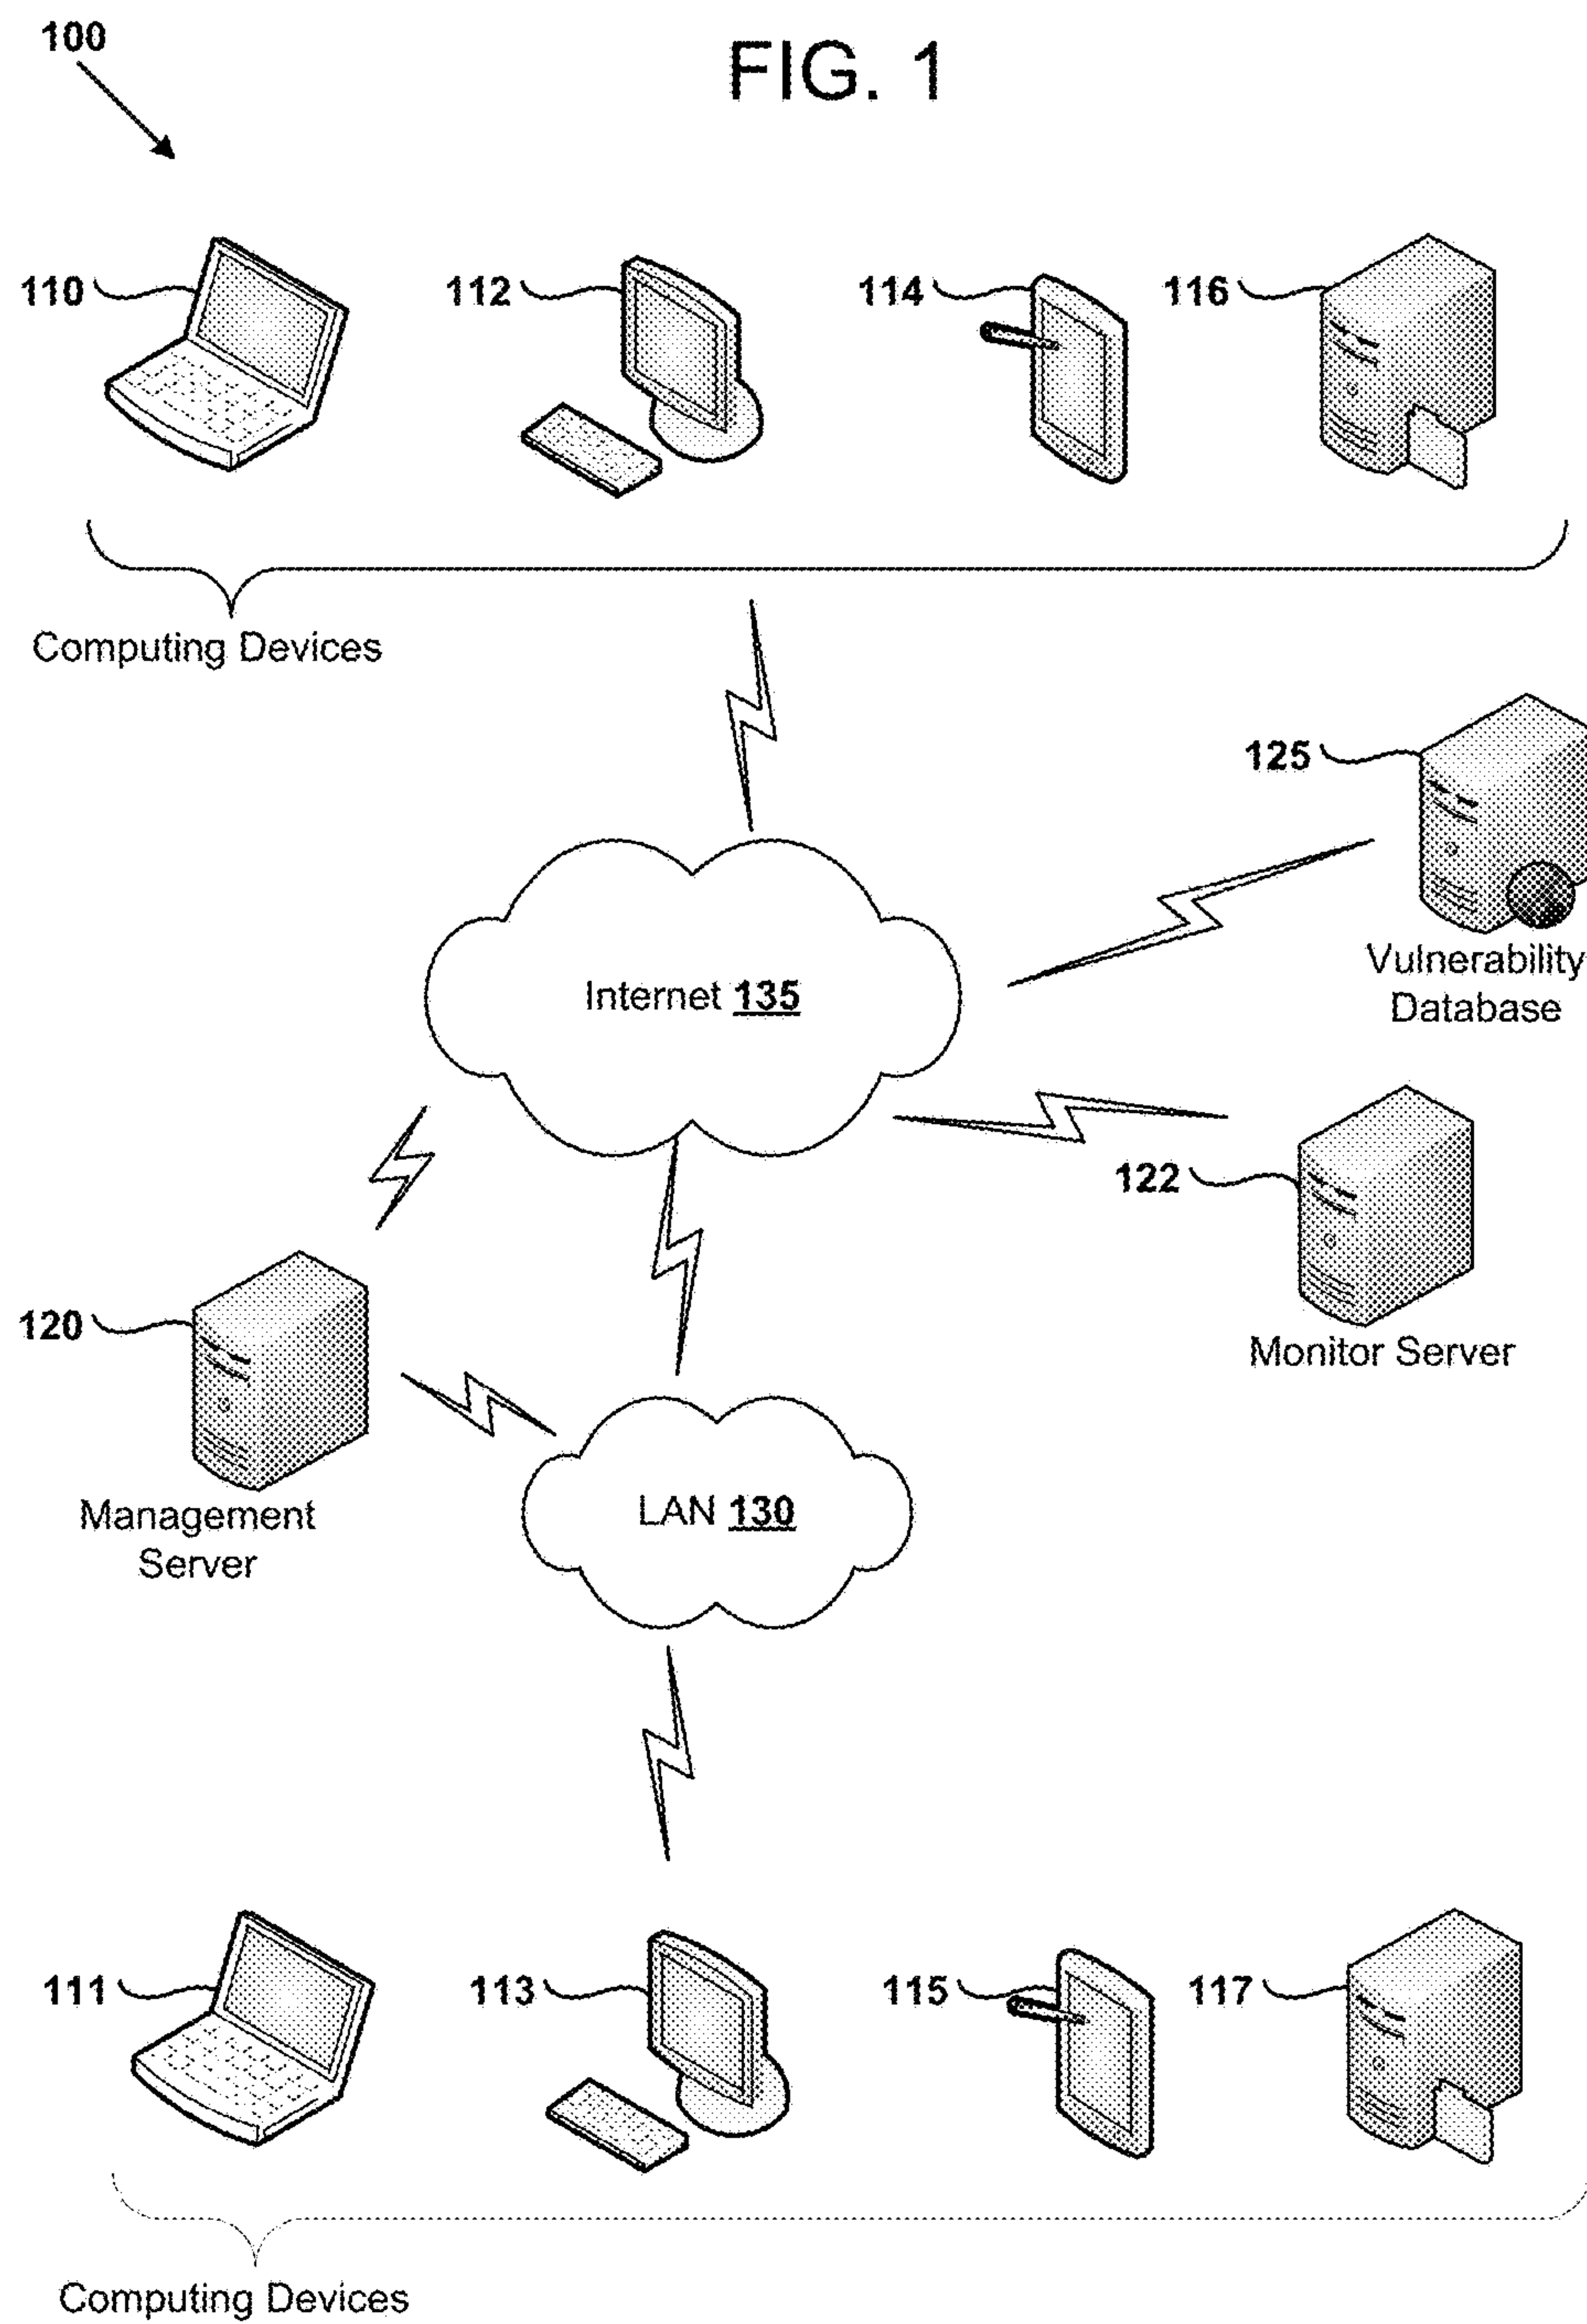 100
FIG. 1
110
112
114
116
Computing Devices
125
Vulnerability
Database
Internet 135
122
Monitor Server
120
Management
Server
LAN 130
111
113
115
117
Computing Devices